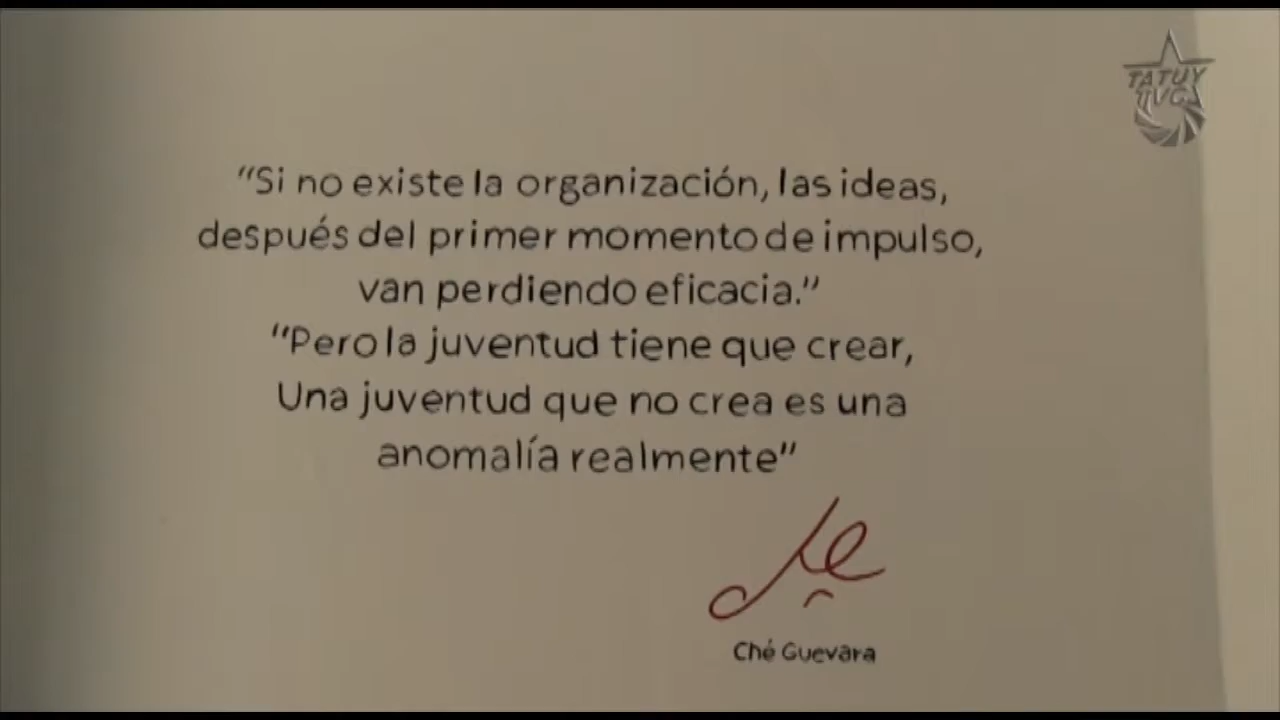 TATUY
TVC
"Si no existe la organización, las ideas,
después del primer momento de impulso,
van perdiendo eficacia."
"Pero la juventud tiene que crear,
Una juventud que no crea es una
anomalía realmente"
Che
Ché Guevara